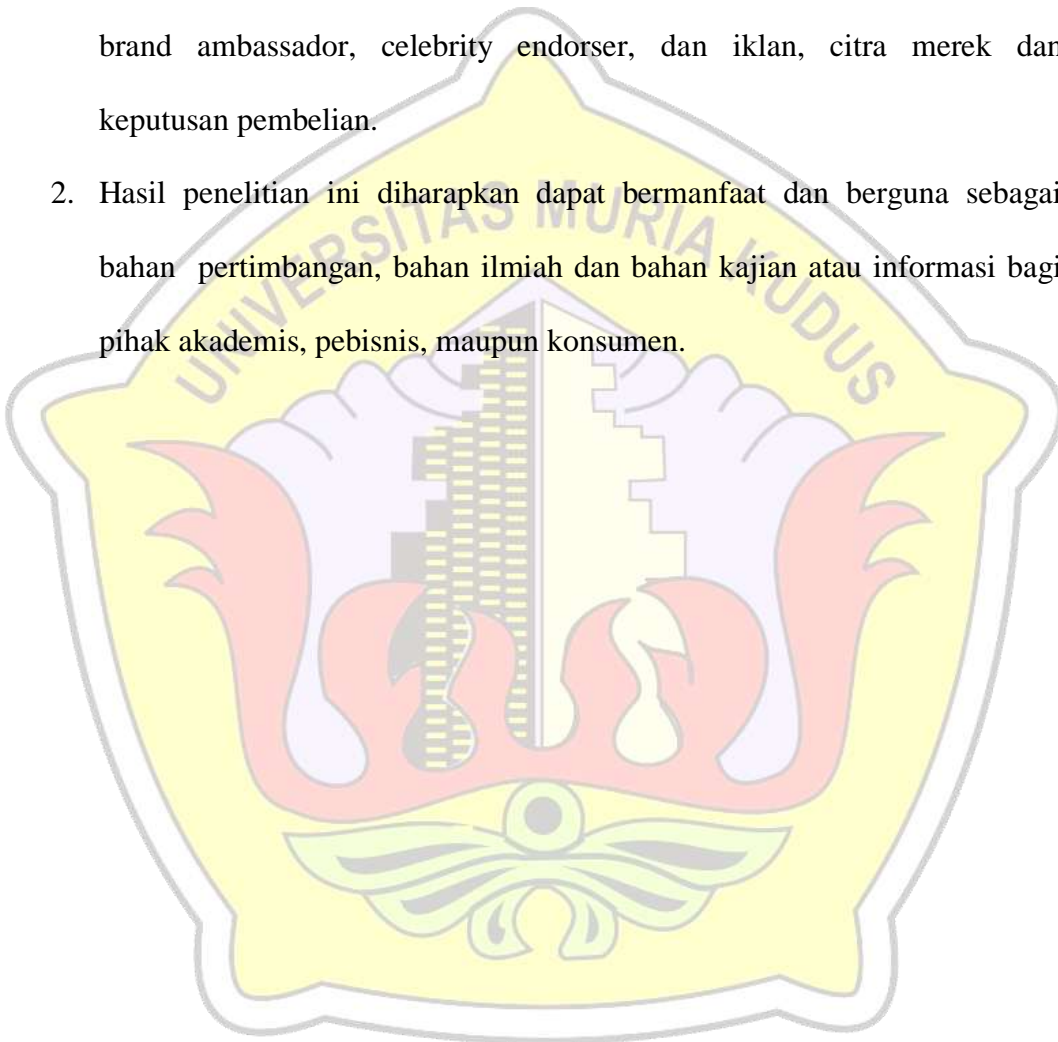 brand ambassador, celebrity endorser, dan iklan, citra merek dan
keputusan pembelian.
2. Hasil penelitian ini diharapkan dapat bermanfaat dan berguna sebagai
bahan pertimbangan, bahan ilmiah dan bahan kajian atau informasi bagi
pihak akademis, pebisnis, maupun konsumen.
UNIVERSITAS MURIA KUDUS